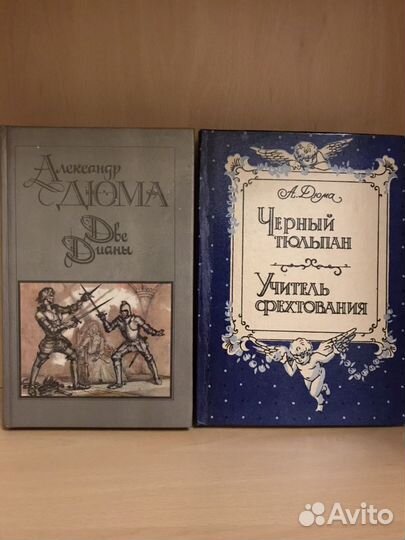 Александр
ДЮМА
Две
Дианы
А. Дюма
Черный
тюльпан
Учитель
фехтования
Avito